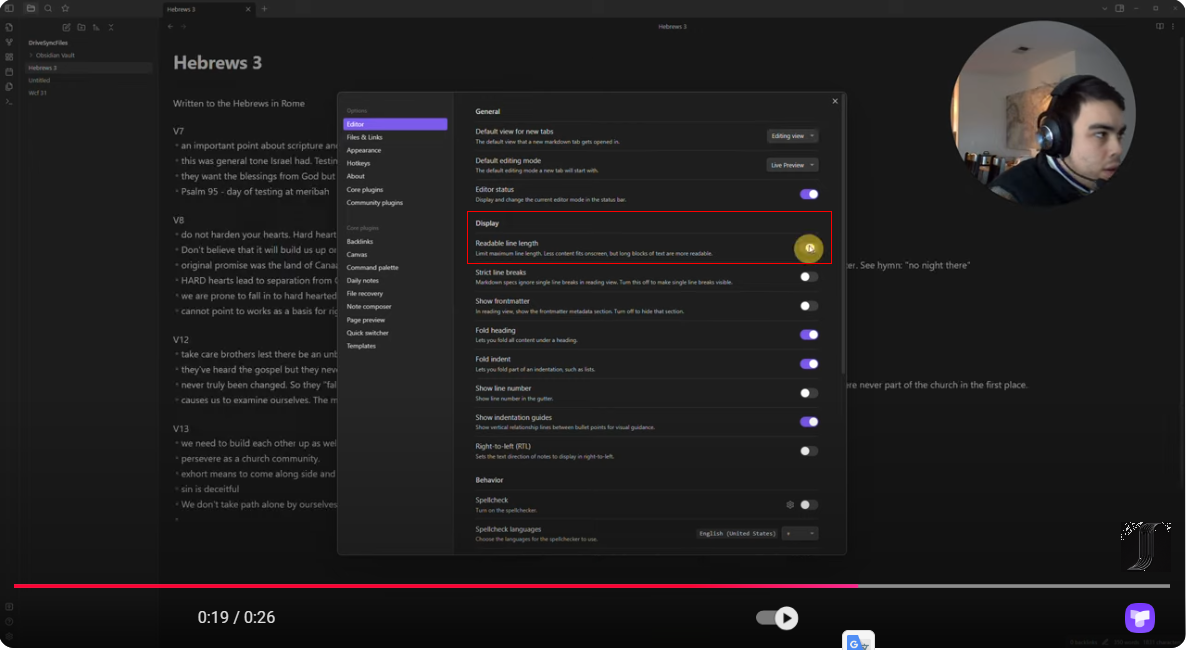 Hebrews 3
Hebrews 3
DriveSyncFiles
Obsidian Vault
Hebrews 3
Untitled
Wcf 31
Hebrews 3
Written to the Hebrews in Rome
V7
an important point about scripture an
this was general tone Israel had. Testin
they want the blessings from God but
Psalm 95 - day of testing at meribah
V8
do not harden your hearts. Hard heart
Don't believe that it will build us up o
original promise was the land of Canaa
ter. See hymn: "no night there"
HARD hearts lead to separation from
we are prone to fall in to hard hearted
cannot point to works as a basis for rig
V12
take care brothers lest there be an unb
they've heard the gospel but they nev
never truly been changed. So they "fal
re never part of the church in the first place.
causes us to examine ourselves. The m
V13
we need to build each other up as wel
persevere as a church community.
exhort means to come along side and
sin is deceitful
We don't take path alone by ourselves
Options
Editor
Files & Links
Appearance
Hotkeys
About
Core plugins
Community plugins
Core plugins
Backlinks
Canvas
Command palette
Daily notes
File recovery
Note composer
Page preview
Quick switcher
Templates
General
Default view for new tabs
The default view that a new markdown tab gets opened in.
Editing view
Default editing mode
The default editing mode a new tab will start with.
Live Preview
Editor status
Display and change the current editor mode in the status bar.
Display
Readable line length
Limit maximum line length. Less content fits onscreen, but long blocks of text are more readable.
Strict line breaks
Markdown specs ignore single line breaks in reading view. Turn this off to make single line breaks visible.
Show frontmatter
In reading view, show the frontmatter metadata section. Turn off to hide that section.
Fold heading
Lets you fold all content under a heading.
Fold indent
Lets you fold part of an indentation, such as lists.
Show line number
Show line number in the gutter.
Show indentation guides
Show vertical relationship lines between bullet points for visual guidance.
Right-to-left (RTL)
Sets the text direction of notes to display in right-to-left.
Behavior
Spellcheck
Turn on the spellchecker.
Spellcheck languages
Choose the languages for the spellchecker to use.
English (United States)
0:19 / 0:26